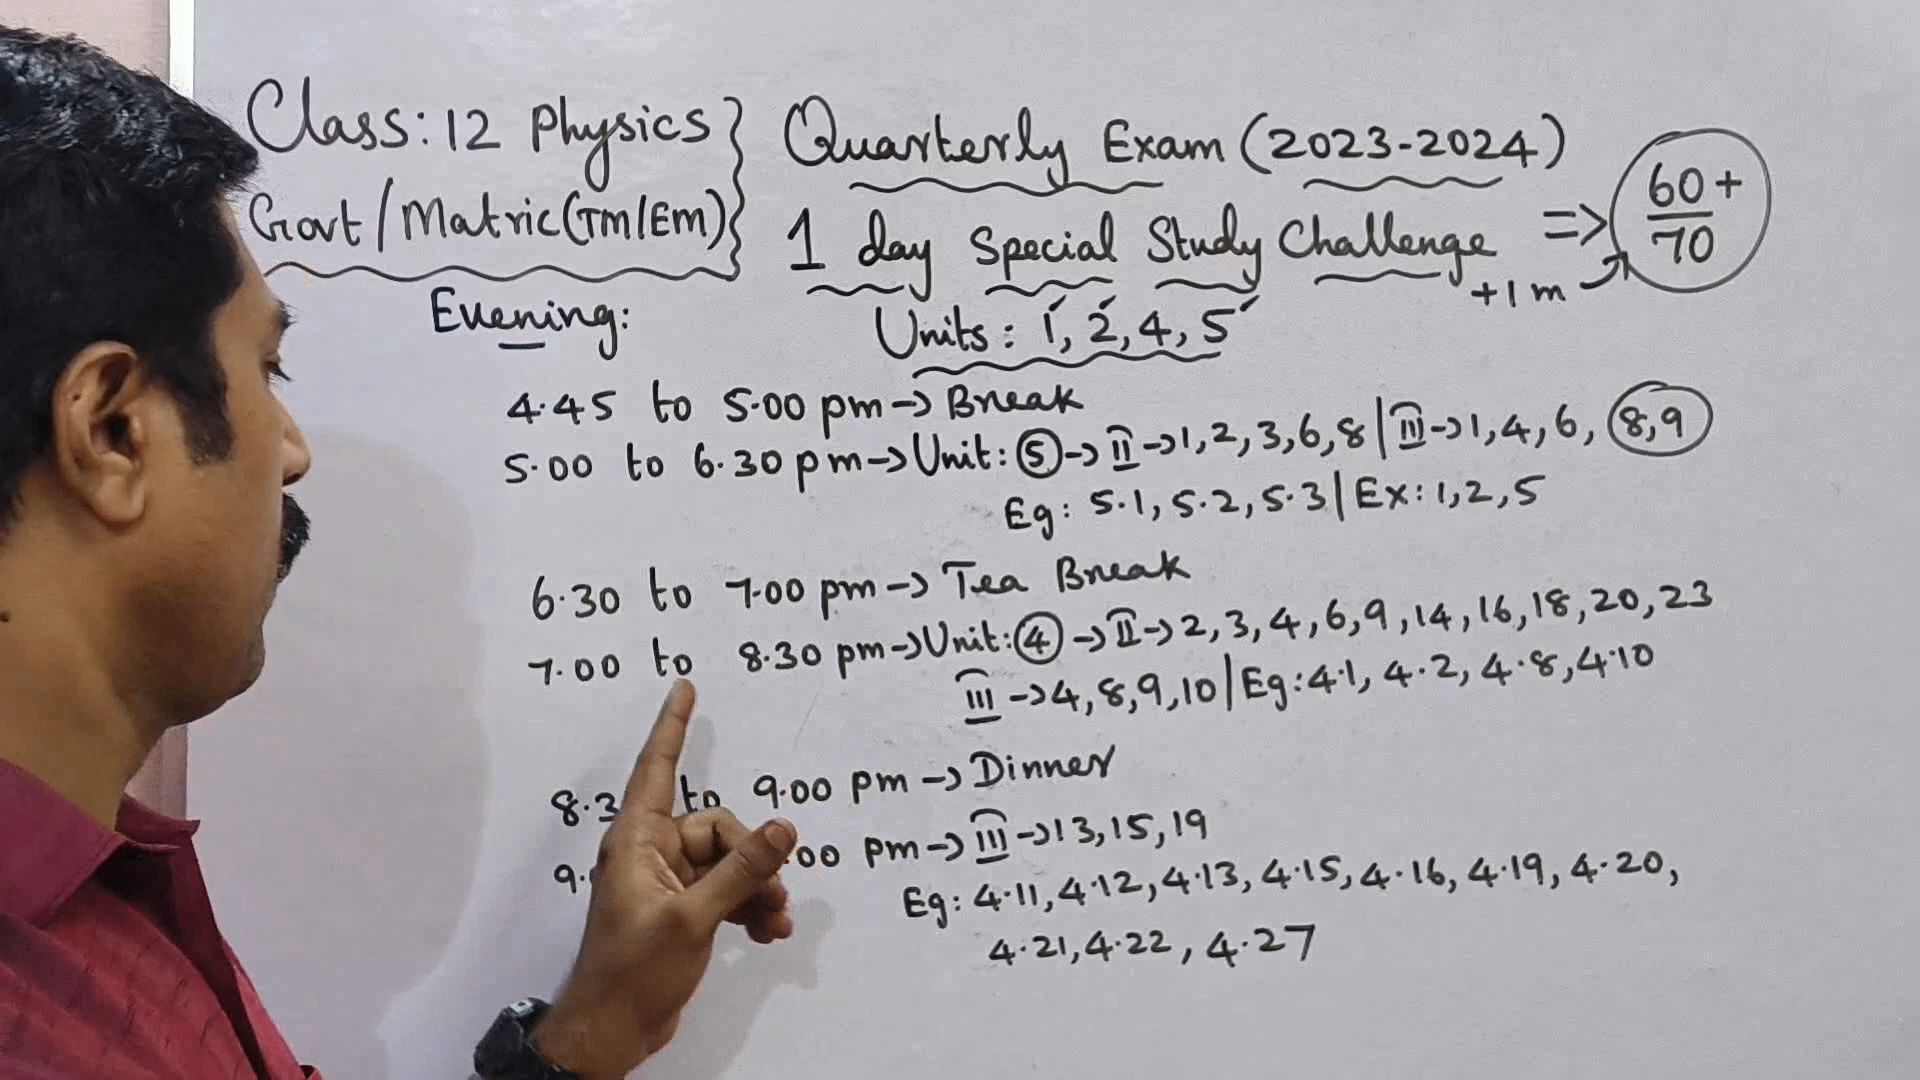 Class: 12 Physics } Quarterly Exam (2023-2024)
Govt/Matric(TM/EM) } 1 day Special Study Challenge => 60+/70
+1 m
Evening: Units: 1, 2, 4, 5
4.45 to 5.00 pm -> Break
5.00 to 6.30 pm -> Unit: 5 -> II -> 1, 2, 3, 6, 8 | III -> 1, 4, 6, 8, 9
Eg: 5.1, 5.2, 5.3 | Ex: 1, 2, 5
6.30 to 7.00 pm -> Tea Break
7.00 to 8.30 pm -> Unit: 4 -> II -> 2, 3, 4, 6, 9, 14, 16, 18, 20, 23
III -> 4, 8, 9, 10 | Eg: 4.1, 4.2, 4.8, 4.10
to 9.00 pm -> Dinner
pm -> III -> 13, 15, 19
Eg: 4.11, 4.12, 4.13, 4.15, 4.16, 4.19, 4.20,
4.21, 4.22, 4.27